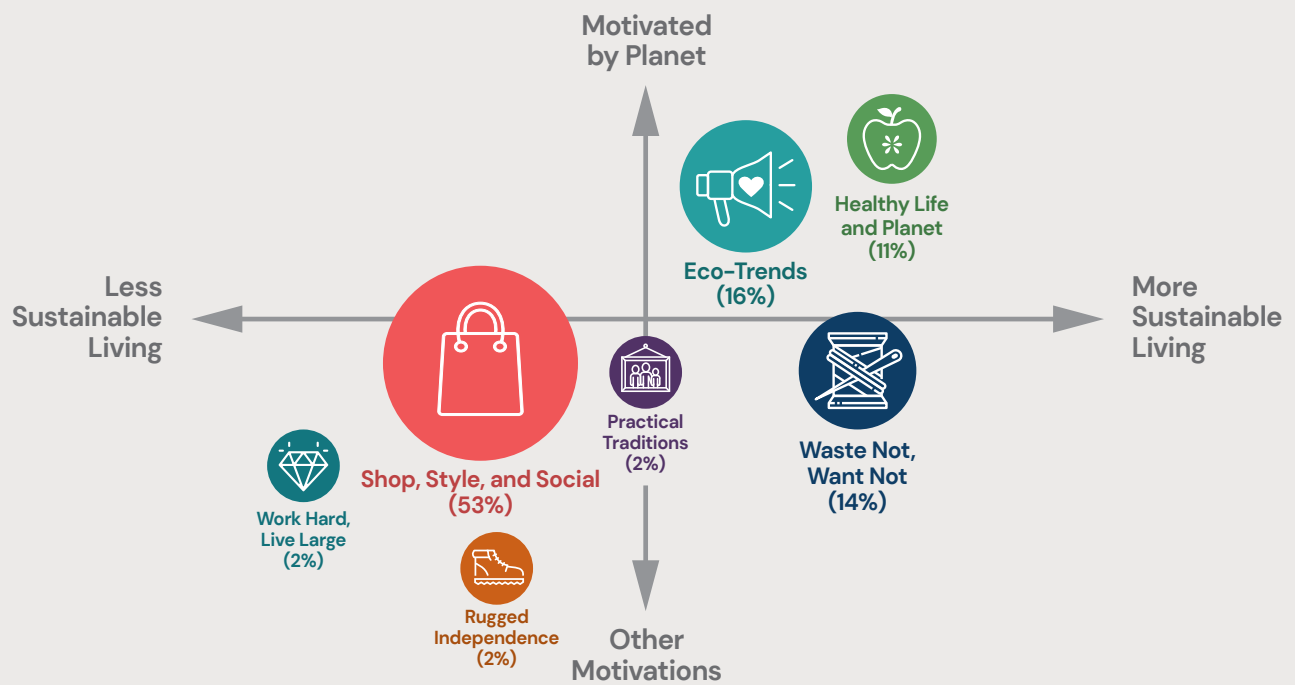 Motivated
by Planet
Healthy Life
and Planet
(11%)
Eco-Trends
(16%)
Less
Sustainable
Living
More
Sustainable
Living
Practical
Traditions
(2%)
Waste Not,
Want Not
(14%)
Shop, Style, and Social
(53%)
Work Hard,
Live Large
(2%)
Rugged
Independence
(2%)
Other
Motivations